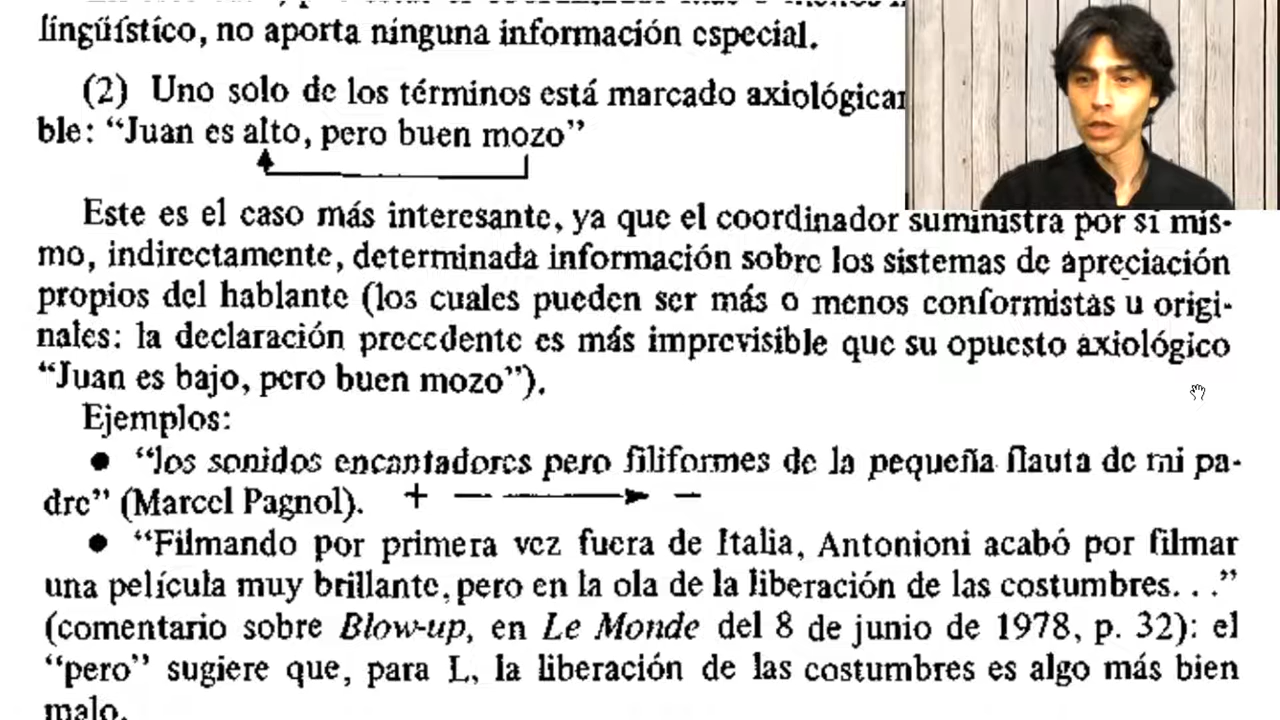 lingüístico, no aporta ninguna información especial.
(2) Uno solo de los términos está marcado axiológicam
ble: “Juan es alto, pero buen mozo”
Este es el caso más interesante, ya que el coordinador suministra por sí mis-
mo, indirectamente, determinada información sobre los sistemas de apreciación
propios del hablante (los cuales pueden ser más o menos conformistas u origi-
nales: la declaración precedente es más imprevisible que su opuesto axiológico
“Juan es bajo, pero buen mozo”).
Ejemplos:
● “los sonidos encantadores pero filiformes de la pequeña flauta de mi pa-
dre” (Marcel Pagnol). + — —
● “Filmando por primera vez fuera de Italia, Antonioni acabó por filmar
una película muy brillante, pero en la ola de la liberación de las costumbres. . .”
(comentario sobre Blow-up, en Le Monde del 8 de junio de 1978, p. 32): el
“pero” sugiere que, para L, la liberación de las costumbres es algo más bien
malo.